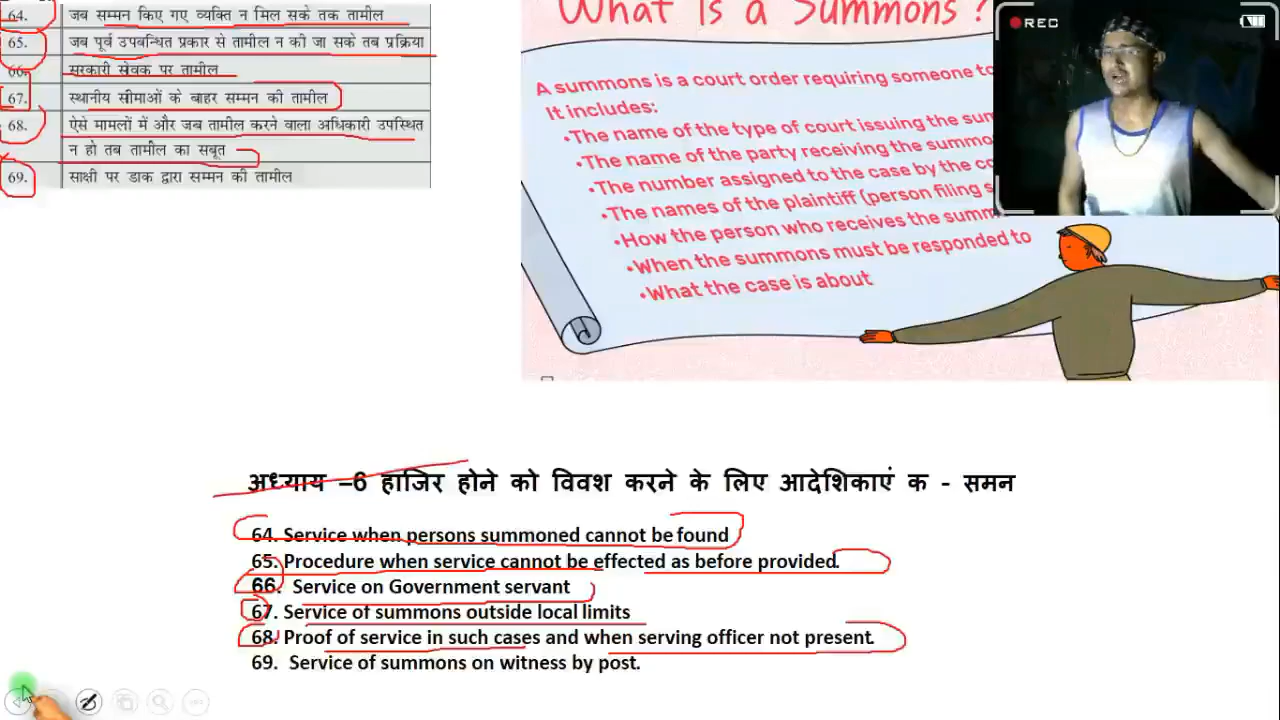 64. जब सम्मन किए गए व्यक्ति न मिल सके तक तामील
65. जब पूर्व उपबन्धित प्रकार से तामील न की जा सके तब प्रक्रिया
66. सरकारी सेवक पर तामील
67. स्थानीय सीमाओं के बाहर सम्मन की तामील
68. ऐसे मामलों में और जब तामील करने वाला अधिकारी उपस्थित
न हो तब तामील का सबूत
69. साक्षी पर डाक द्वारा सम्मन की तामील
What is a Summons?
A summons is a court order requiring someone to
It includes:
•The name of the type of court issuing the
•The name of the party receiving the
•The number assigned to the case by the
•The names of the plaintiff (person filing
•How the person who receives the
•When the summons must be responded to
•What the case is about
REC
अध्याय –6 हाजिर होने को विवश करने के लिए आदेशिकाएं क - समन
64. Service when persons summoned cannot be found
65. Procedure when service cannot be effected as before provided.
66. Service on Government servant
67. Service of summons outside local limits
68. Proof of service in such cases and when serving officer not present.
69. Service of summons on witness by post.